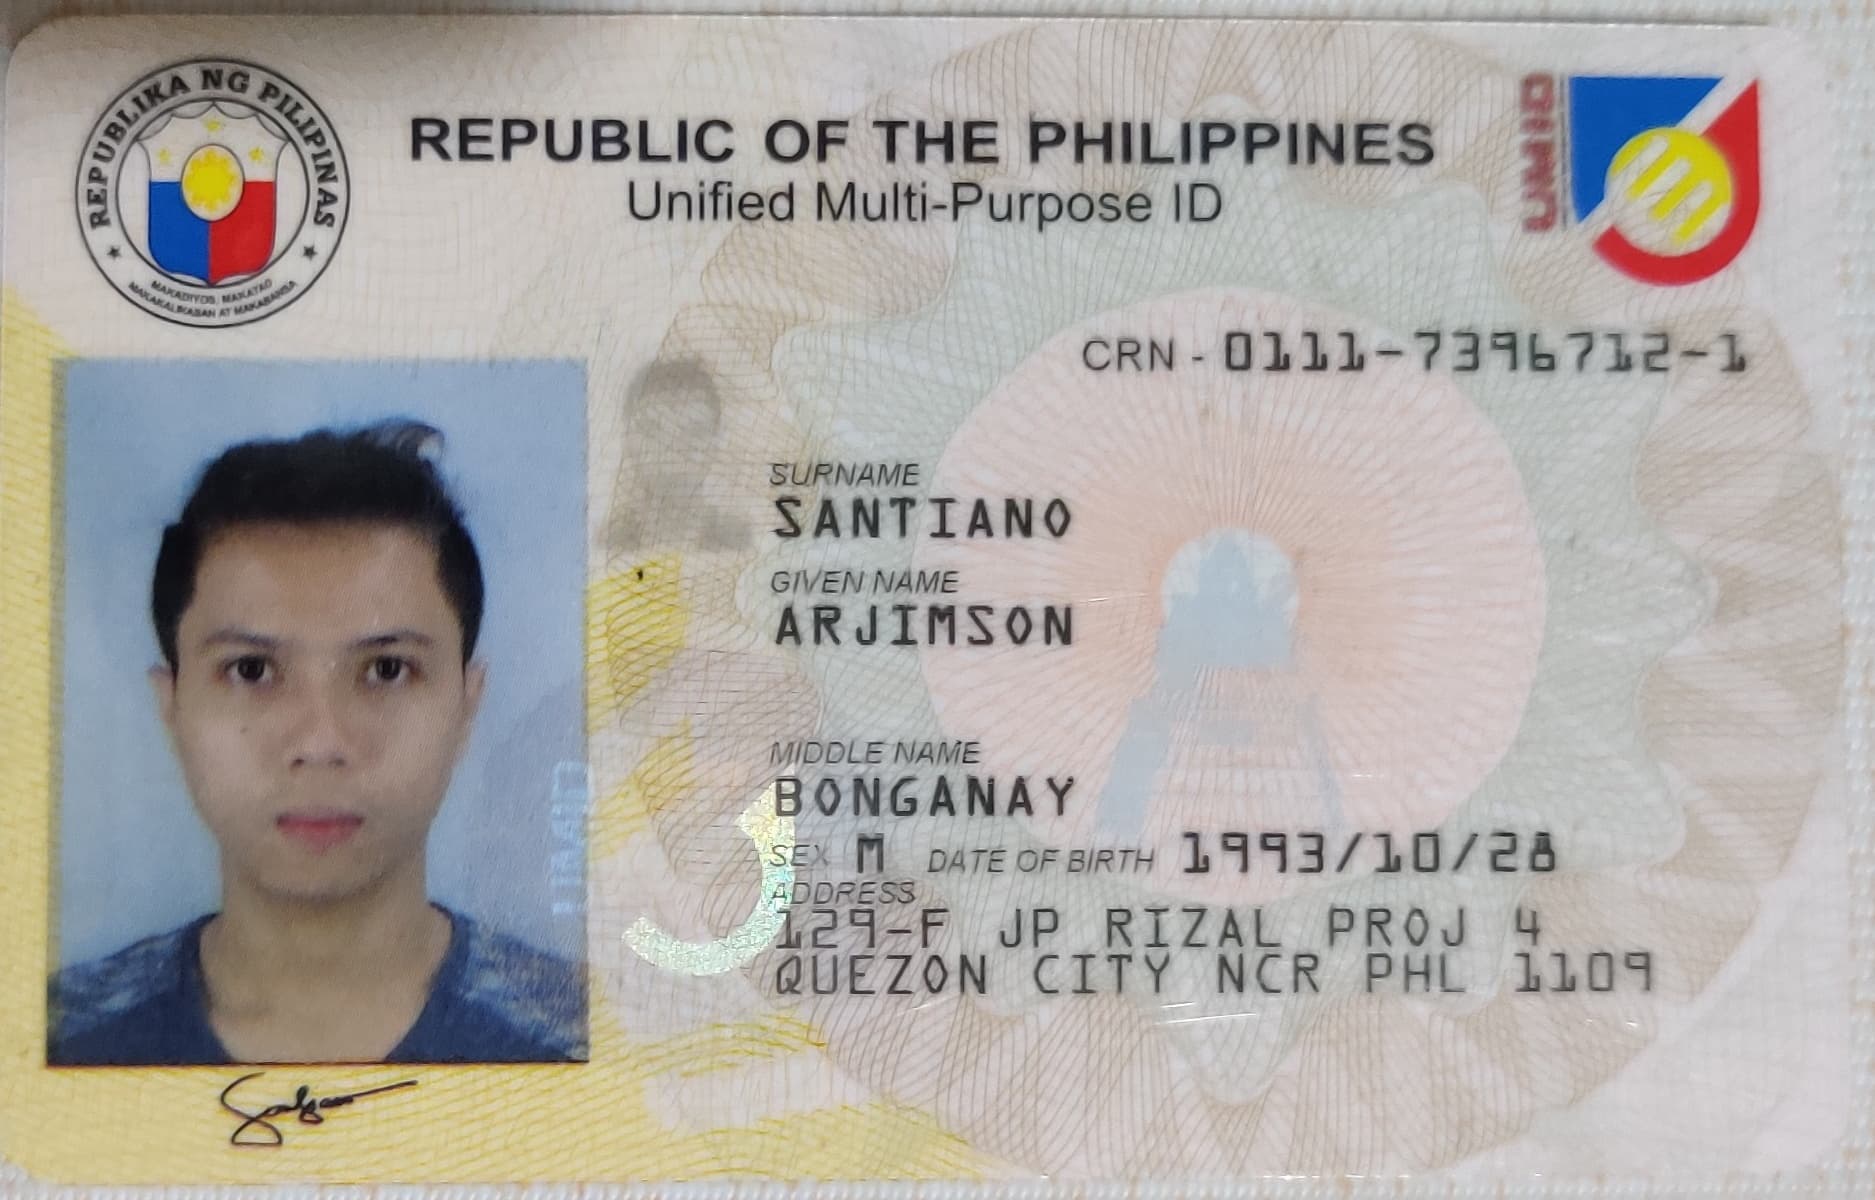 REPUBLIKA NG PILIPINAS
MAKADIYOS, MAKATAO
MAKAKALIKASAN AT MAKABANSA
REPUBLIC OF THE PHILIPPINES
Unified Multi-Purpose ID
UMID
CRN - 0111-7396712-1
SURNAME
SANTIANO
GIVEN NAME
ARJIMSON
MIDDLE NAME
BONGANAY
SEX M DATE OF BIRTH 1993/10/28
ADDRESS
129-F JP RIZAL PROJ 4
QUEZON CITY NCR PHL 1109
UMID